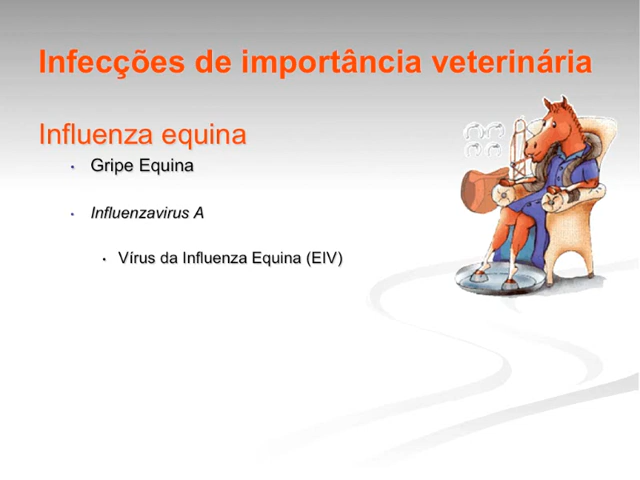 Infecções de importância veterinária
Influenza equina
• Gripe Equina
• Influenzavirus A
• Vírus da Influenza Equina (EIV)